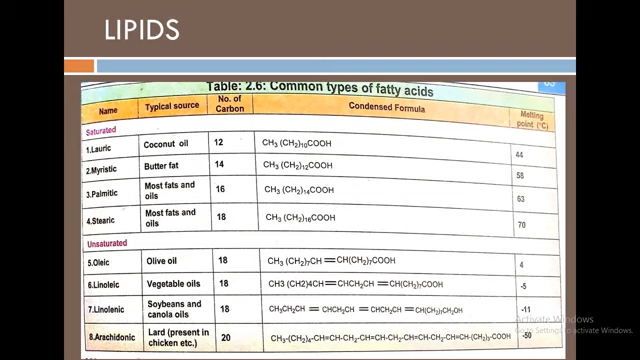 LIPIDS
Table: 2.6: Common types of fatty acids
Name Typical source No. of Carbon Condensed Formula Melting point (°C)
Saturated
1.Lauric Coconut oil 12 CH₃ (CH₂)₁₀COOH 44
2.Myristic Butter fat 14 CH₃ (CH₂)₁₂COOH 58
3.Palmitic Most fats and oils 16 CH₃ (CH₂)₁₄COOH 63
4.Stearic Most fats and oils 18 CH₃ (CH₂)₁₆COOH 70
Unsaturated
5.Oleic Olive oil 18 CH₃ (CH₂)₇CH ═ CH(CH₂)₇COOH 4
6.Linoleic Vegetable oils 18 CH3 (CH2)4CH ═ CHCH₂CH ═ CH(CH₂)₇COOH -5
7.Linolenic Soybeans and canola oils 18 CH₃CH₂CH ═ CHCH₂CH ═ CHCH₂CH ═ CH(CH₂)₇CH₂OH -11
8.Arachidonic Lard (present in chicken etc.) 20 CH₃-(CH₂)₄-CH=CH-CH₂-CH=CH-CH₂-CH=CH-CH₂-CH=CH-(CH₂)₃-COOH -50
Activate Windows
Go to Settings to activate Windows.